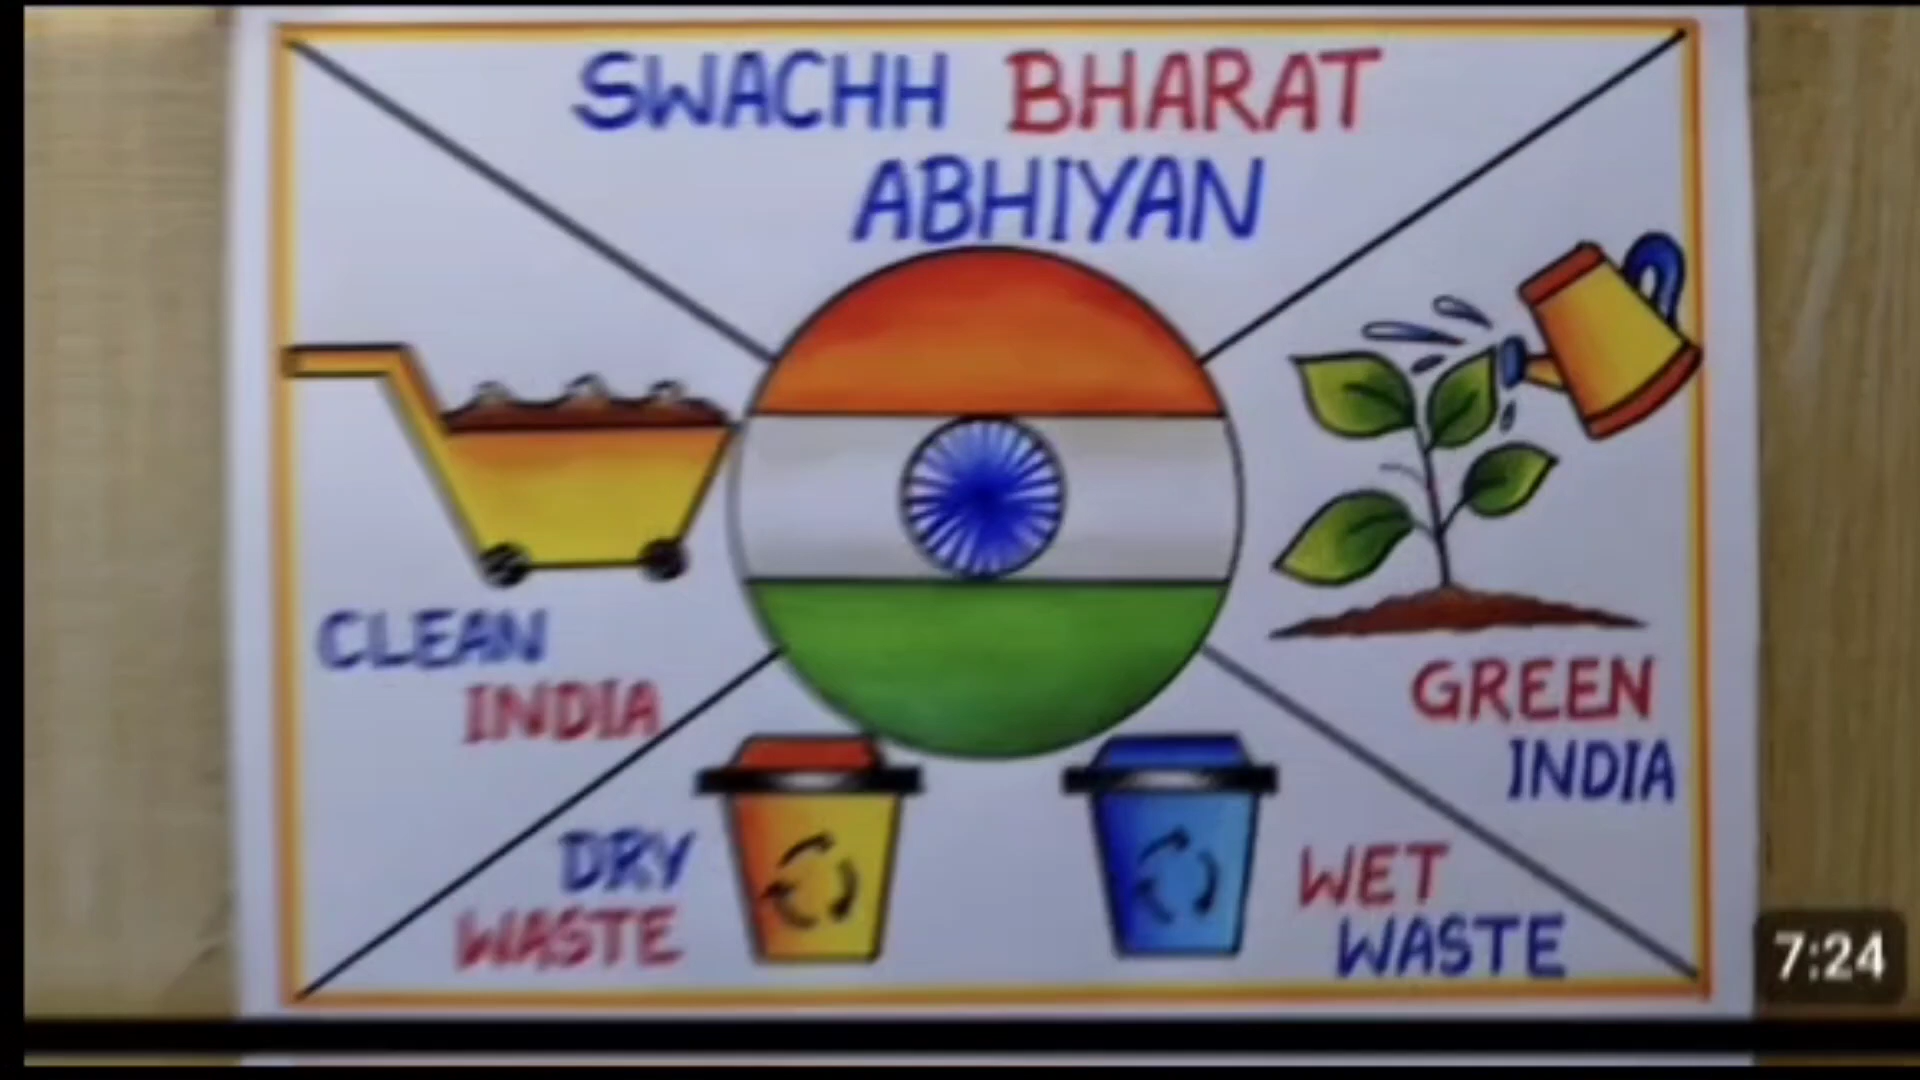 SWACHH BHARAT
ABHIYAN
CLEAN
INDIA
GREEN
INDIA
DRY
WASTE
WET
WASTE
7:24